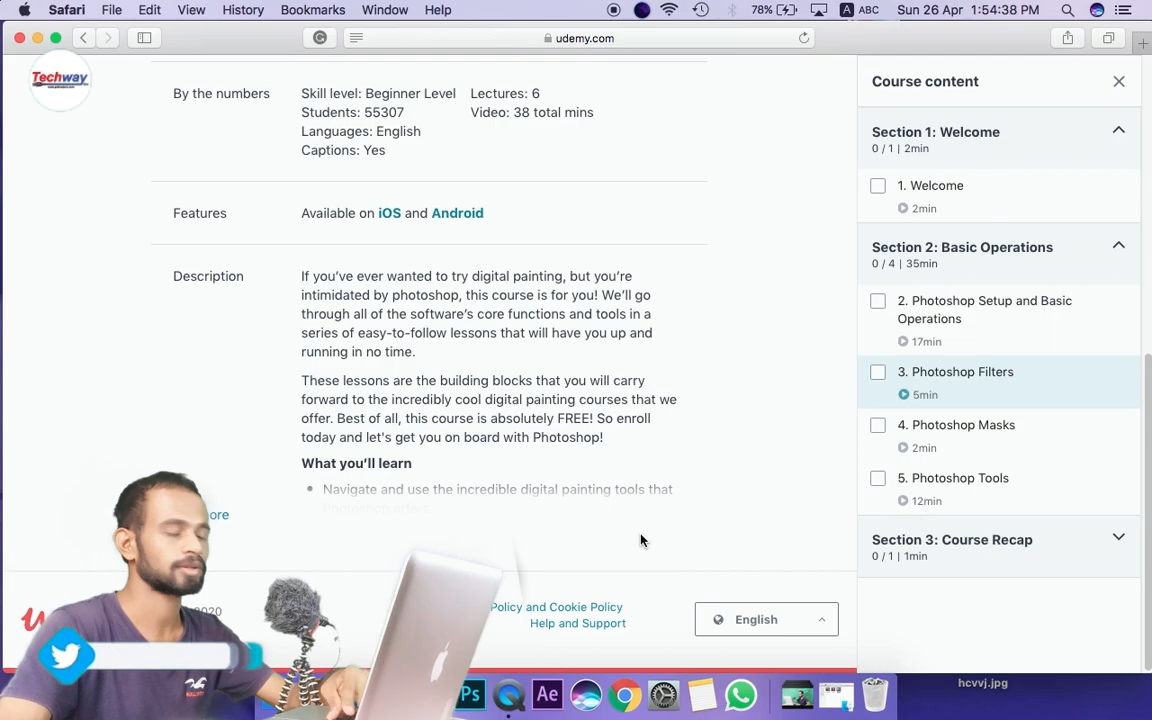 Safari File Edit View History Bookmarks Window Help 78% A ABC Sun 26 Apr 1:54:38 PM
udemy.com
Techway
By the numbers
Skill level: Beginner Level
Students: 55307
Languages: English
Captions: Yes
Lectures: 6
Video: 38 total mins
Features
Available on iOS and Android
Description
If you've ever wanted to try digital painting, but you're
intimidated by photoshop, this course is for you! We'll go
through all of the software's core functions and tools in a
series of easy-to-follow lessons that will have you up and
running in no time.
These lessons are the building blocks that you will carry
forward to the incredibly cool digital painting courses that we
offer. Best of all, this course is absolutely FREE! So enroll
today and let's get you on board with Photoshop!
What you'll learn
• Navigate and use the incredible digital painting tools that
Photoshop offers.
ore
2020
Policy and Cookie Policy
Help and Support
English
Course content
Section 1: Welcome
0 / 1 | 2min
1. Welcome
2min
Section 2: Basic Operations
0 / 4 | 35min
2. Photoshop Setup and Basic
Operations
17min
3. Photoshop Filters
5min
4. Photoshop Masks
2min
5. Photoshop Tools
12min
Section 3: Course Recap
0 / 1 | 1min
hcvvj.jpg
Ps
Ae